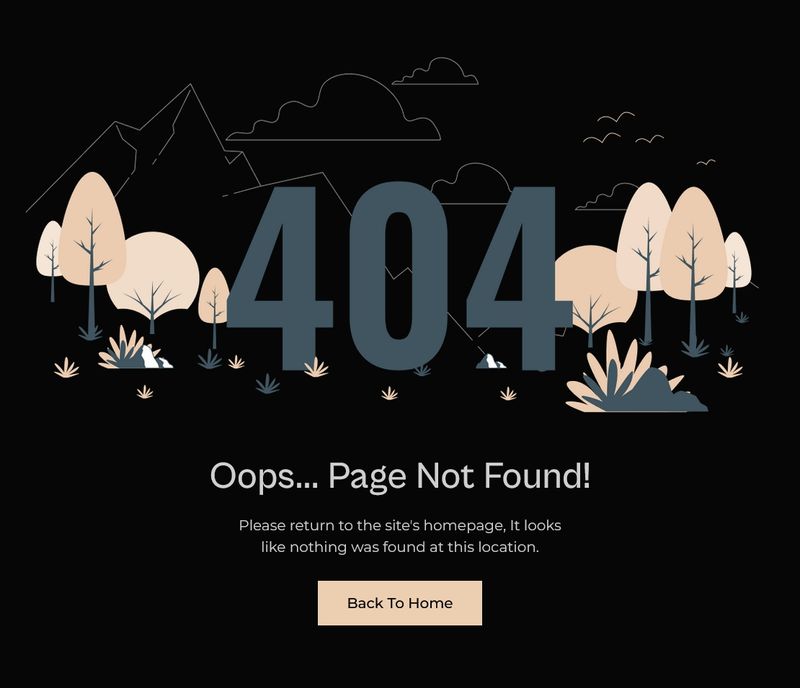 404
Oops... Page Not Found!
Please return to the site's homepage, It looks
like nothing was found at this location.
Back To Home